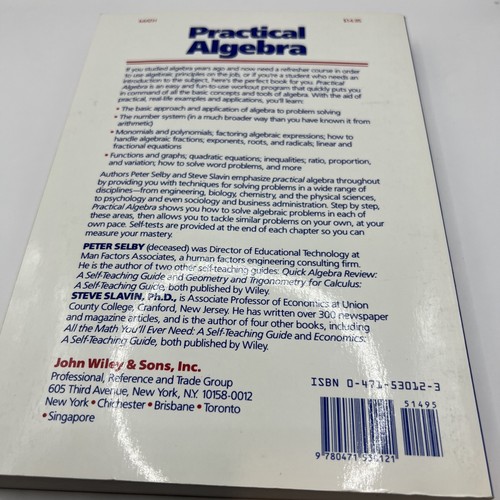 $14.95
Practical
Algebra
If you studied algebra years ago and now need a refresher course in order
to use algebraic principles on the job, or if you're a student who needs an
introduction to the subject, here's the perfect book for you. Practical
Algebra is an easy and fun-to-use workout program that quickly puts you
in command of all the basic concepts and tools of algebra. With the aid of
practical, real-life examples and applications, you'll learn:
• The basic approach and application of algebra to problem solving
• The number system (in a much broader way than you have known it from
arithmetic)
• Monomials and polynomials; factoring algebraic expressions; how to
handle algebraic fractions; exponents, roots, and radicals; linear and
fractional equations
• Functions and graphs; quadratic equations; inequalities; ratio, proportion,
and variation; how to solve word problems, and more
Authors Peter Selby and Steve Slavin emphasize practical algebra throughout
by providing you with techniques for solving problems in a wide range of
disciplines—from engineering, biology, chemistry, and the physical sciences,
to psychology and even sociology and business administration. Step by step,
Practical Algebra shows you how to solve algebraic problems in each of
these areas, then allows you to tackle similar problems on your own, at your
own pace. Self-tests are provided at the end of each chapter so you can
measure your mastery.
PETER SELBY (deceased) was Director of Educational Technology at
Man Factors Associates, a human factors engineering consulting firm.
He is the author of two other self-teaching guides: Quick Algebra Review:
A Self-Teaching Guide and Geometry and Trigonometry for Calculus:
A Self-Teaching Guide, both published by Wiley.
STEVE SLAVIN, Ph.D., is Associate Professor of Economics at Union
County College, Cranford, New Jersey. He has written over 300 newspaper
and magazine articles, and is the author of four other books, including
All the Math You'll Ever Need: A Self-Teaching Guide and Economics:
A Self-Teaching Guide, both published by Wiley.
John Wiley & Sons, Inc.
Professional, Reference and Trade Group
605 Third Avenue, New York, N.Y. 10158-0012
New York • Chichester • Brisbane • Toronto
• Singapore
ISBN 0-471-53012-3
51495
9 780471 530121